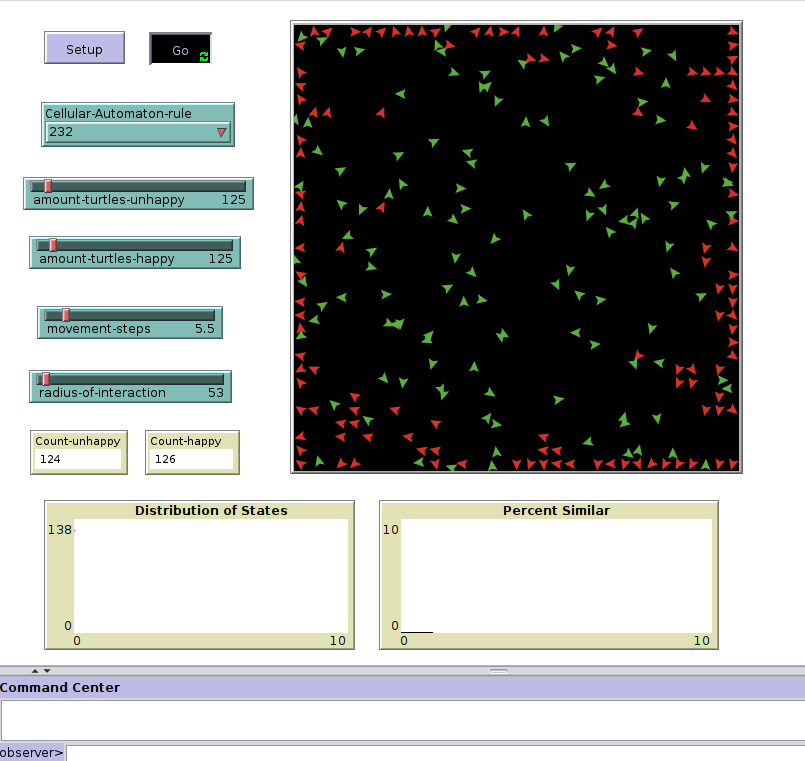 Setup
Go
Cellular-Automaton-rule
232
amount-turtles-unhappy 125
amount-turtles-happy 125
movement-steps 5.5
radius-of-interaction 53
Count-unhappy
124
Count-happy
126
Distribution of States
138
0
0 10
Percent Similar
10
0
0 10
Command Center
observer>